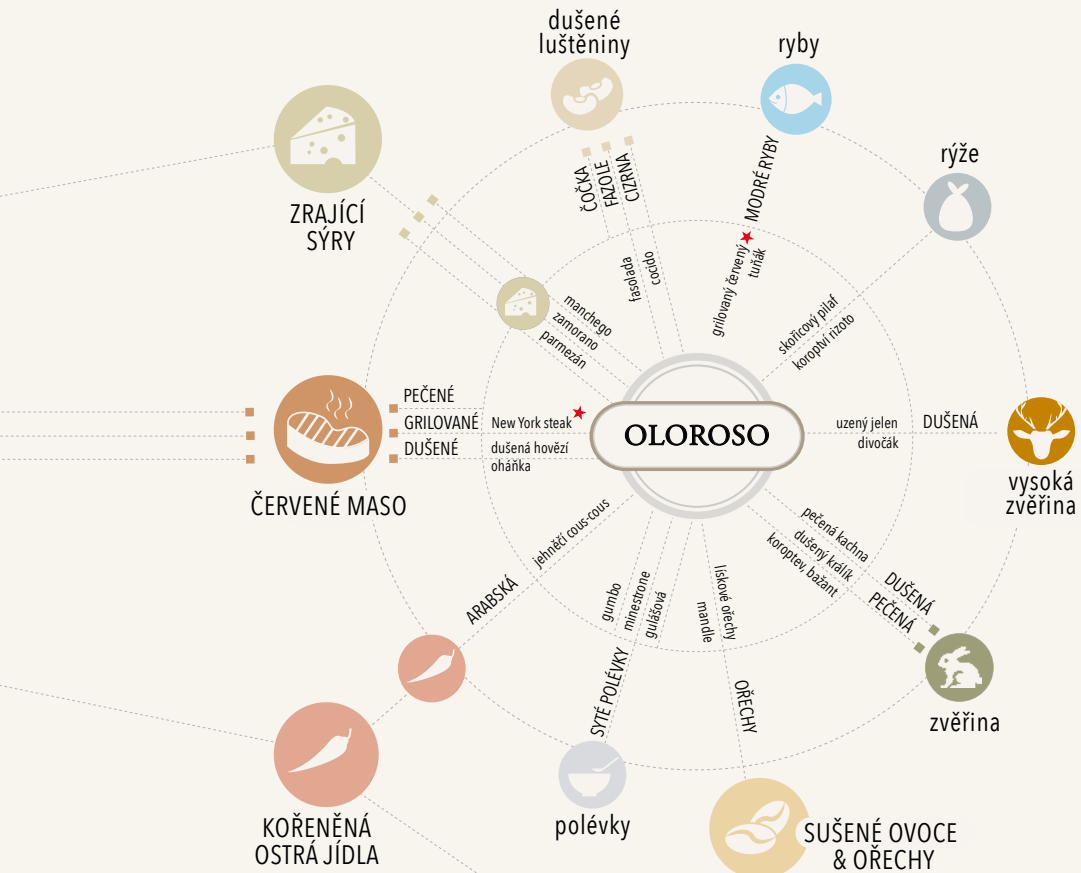 dušené
luštěniny
ryby
rýže
ZRAJÍCÍ
SÝRY
ČOČKA
FAZOLE
CIZRNA
MODRÉ RYBY
fasolada
cocido
grilovaný červený
tuňák
skořicový pilaf
koroptví rizoto
manchego
zamorano
parmezán
PEČENÉ
GRILOVANÉ
DUŠENÉ
New York steak
dušená hovězí
oháňka
ČERVENÉ MASO
OLOROSO
uzený jelen
divočák
DUŠENÁ
vysoká
zvěřina
jehněčí cous-cous
ARABSKÁ
gumbo
minestrone
gulášová
SYTÉ POLÉVKY
lískové ořechy
mandle
OŘECHY
pečená kachna
dušený králík
koroptev, bažant
DUŠENÁ
PEČENÁ
zvěřina
KOŘENĚNÁ
OSTRÁ JÍDLA
polévky
SUŠENÉ OVOCE
& OŘECHY